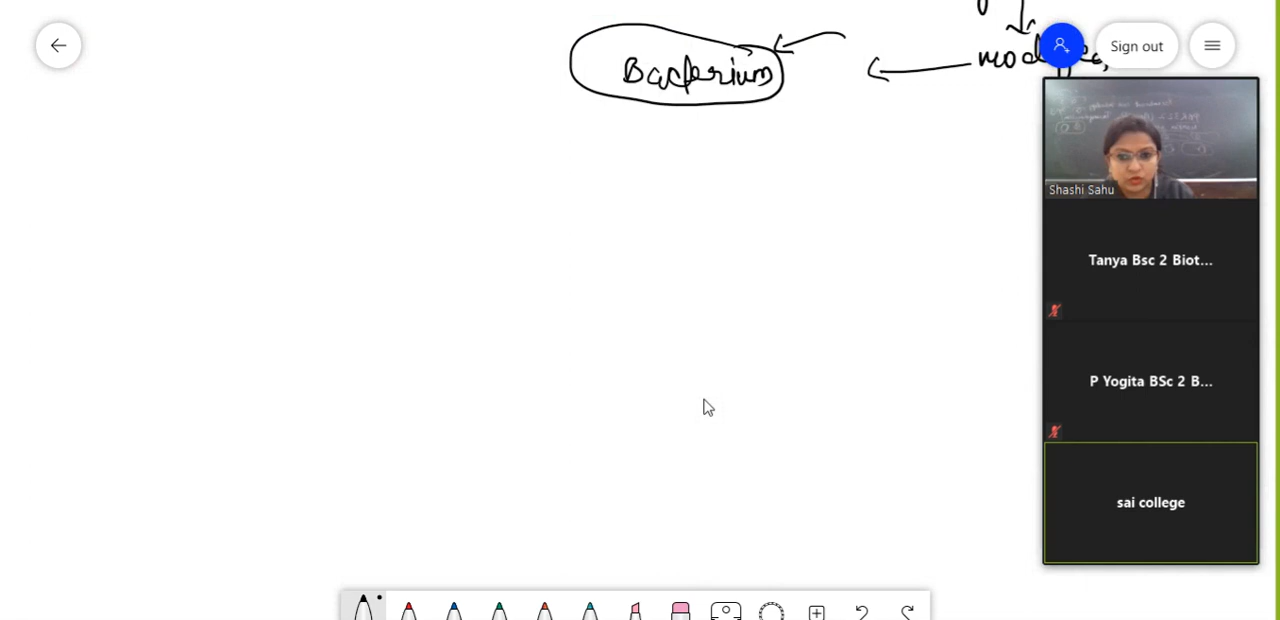 Bacterium
Sign out
Shashi Sahu
Tanya Bsc 2 Biot...
P Yogita BSc 2 B...
sai college